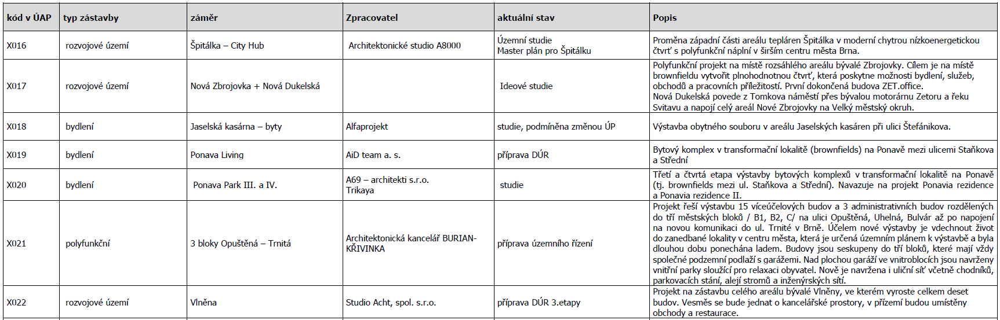 kód v ÚAP typ zástavby záměr Zpracovatel aktuální stav Popis
X016 rozvojové území Špitálka – City Hub Architektonické studio A8000
Územní studie
Master plán pro Špitálku
Proměna západní části areálu tepláren Špitálka v moderní chytrou nízkoenergetickou
čtvrť s polyfunkční náplní v širším centru města Brna.
X017 rozvojové území Nová Zbrojovka + Nová Dukelská Ideové studie
Polyfunkční projekt na místě rozsáhlého areálu bývalé Zbrojovky. Cílem je na místě
brownfieldu vytvořit plnohodnotnou čtvrť, která poskytne možnosti bydlení, služeb,
obchodů a pracovních příležitostí. První dokončená budova ZET.office.
Nová Dukelská povede z Tomkova náměstí přes bývalou motorárnu Zetoru a řeku
Svitavu a napojí celý areál Nové Zbrojovky na Velký městský okruh.
X018 bydlení Jaselská kasárna – byty Alfaprojekt studie, podmíněna změnou ÚP Výstavba obytného souboru v areálu Jaselských kasáren při ulici Štefánikova.
X019 bydlení Ponava Living AiD team a. s. příprava DÚR
Bytový komplex v transformační lokalitě (brownfields) na Ponavě mezi ulicemi Staňkova
a Střední
X020 bydlení Ponava Park III. a IV.
A69 – architekti s.r.o.
Trikaya
studie
Třetí a čtvrtá etapa výstavby bytových komplexů v transformační lokalitě na Ponavě
(tj. brownfields mezi ul. Staňkova a Střední). Navazuje na projekt Ponavia rezidence
a Ponavia rezidence II.
X021 polyfunkční 3 bloky Opuštěná – Trnitá
Architektonická kancelář BURIAN-
KŘIVINKA
příprava územního řízení
Projekt řeší výstavbu 15 víceúčelových budov a 3 administrativních budov rozdělených
do tří městských bloků / B1, B2, C/ na ulici Opuštěná, Uhelná, Bulvár až po napojení
na novou komunikaci do ul. Trnité v Brně. Účelem nové výstavby je vdechnout život
do zanedbané lokality v centru města, která je určená územním plánem k výstavbě a byla
dlouhou dobu ponechána ladem. Budovy jsou seskupeny do tří bloků, které mají vždy
společné podzemní podlaží s garážemi. Nad plochou garáží ve vnitroblocích jsou navrženy
vnitřní parky sloužící pro relaxaci obyvatel. Nově je navržena i uliční síť včetně chodníků,
parkovacích stání, alejí stromů a inženýrských sítí.
X022 rozvojové území Vlněna Studio Acht, spol. s.r.o. příprava DÚR 3.etapy
Projekt na zástavbu celého areálu bývalé Vlněny, ve kterém vyroste celkem deset
budov. Vesměs se bude jednat o kancelářské prostory, v přízemí budou umístěny
obchody a restaurace.